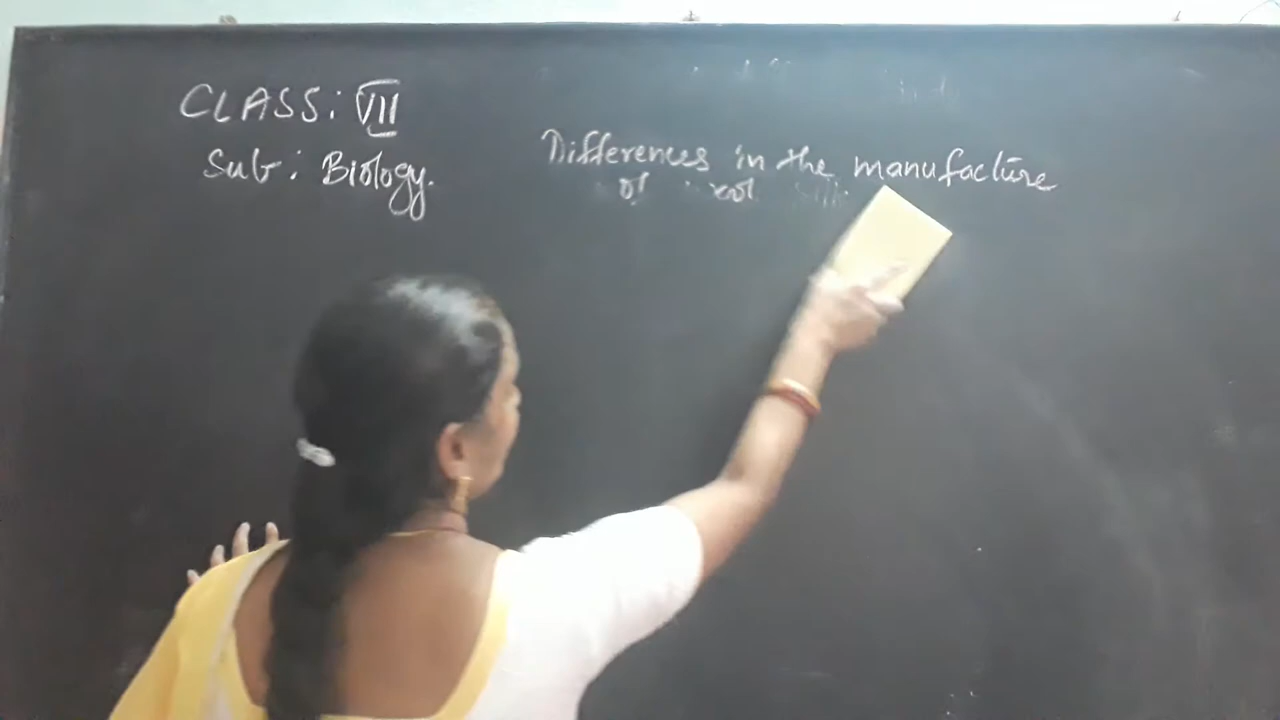 CLASS: VII
Sub: Biology.
Differences in the manufacture
of